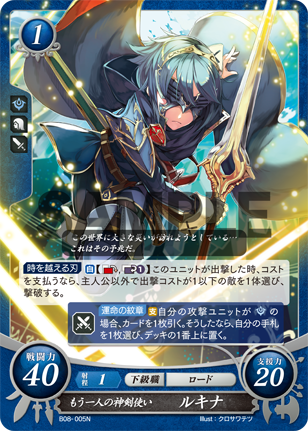 1
SAMPLE
この世界に大きな災いが訪れようとしている…
これはその予兆だ。
時を越える刃 自【【横】,【裏】1】このユニットが出撃した時、コスト
を支払うなら、主人公以外で出撃コストが1以下の敵を1体選び、
撃破する。
運命の紋章 支 自分の攻撃ユニットが
の場合、カードを1枚引く。そうしたなら、自分の手札
を1枚選び、デッキの1番上に置く。
戦闘力
40
射程 1
下級職
ロード
支援力
20
もう一人の神剣使い ルキナ
B08-005N
Illust:クロサワテツ